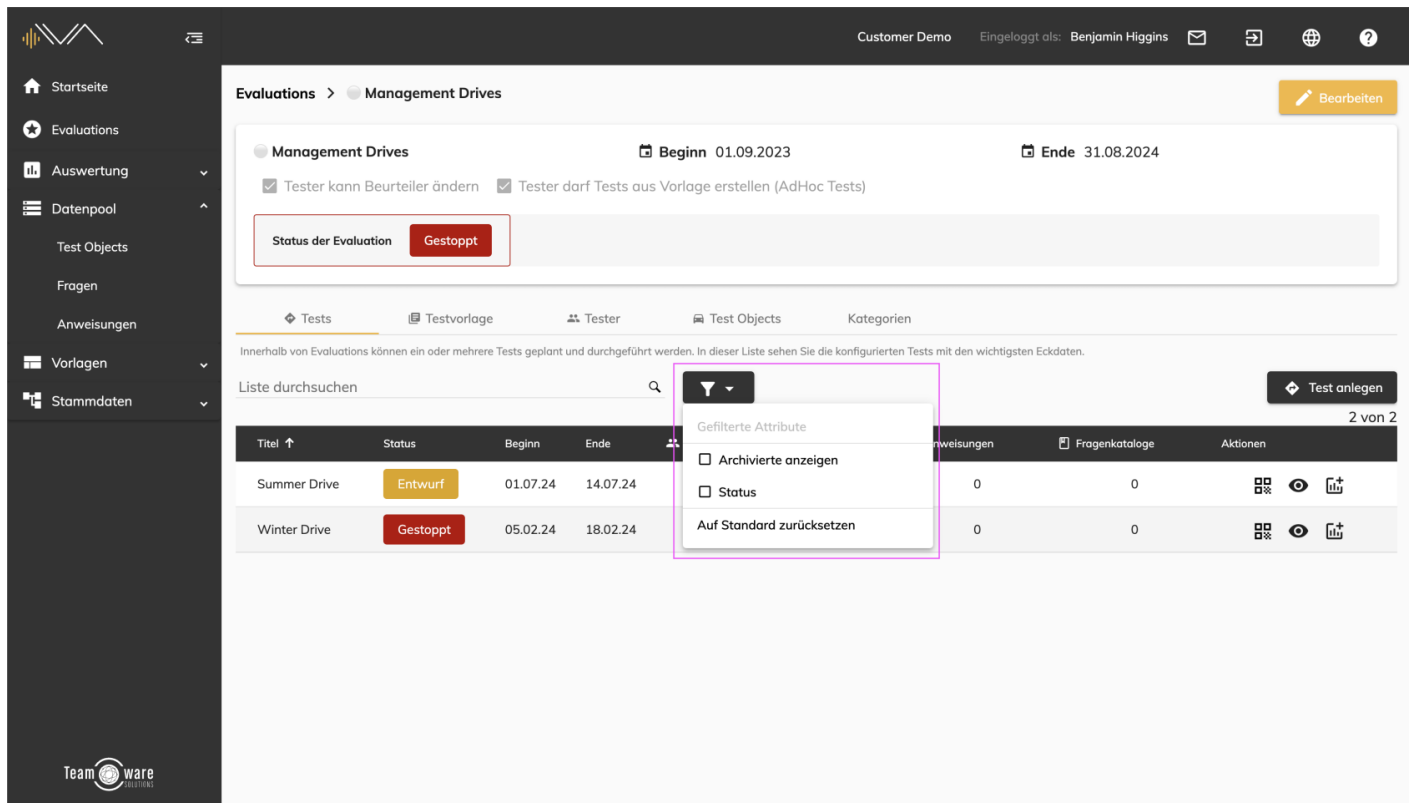 Customer Demo Eingeloggt als: Benjamin Higgins
Startseite
Evaluations
Auswertung
Datenpool
Test Objects
Fragen
Anweisungen
Vorlagen
Stammdaten
Team ware
SOLUTIONS
Evaluations > Management Drives
Bearbeiten
Management Drives Beginn 01.09.2023 Ende 31.08.2024
Tester kann Beurteiler ändern Tester darf Tests aus Vorlage erstellen (AdHoc Tests)
Status der Evaluation Gestoppt
Tests Testvorlage Tester Test Objects Kategorien
Innerhalb von Evaluations können ein oder mehrere Tests geplant und durchgeführt werden. In dieser Liste sehen Sie die konfigurierten Tests mit den wichtigsten Eckdaten.
Liste durchsuchen
Test anlegen
2 von 2
Gefilterte Attribute
Archivierte anzeigen
Status
Auf Standard zurücksetzen
Titel ↑ Status Beginn Ende nweisungen Fragenkataloge Aktionen
Summer Drive Entwurf 01.07.24 14.07.24 0 0
Winter Drive Gestoppt 05.02.24 18.02.24 0 0